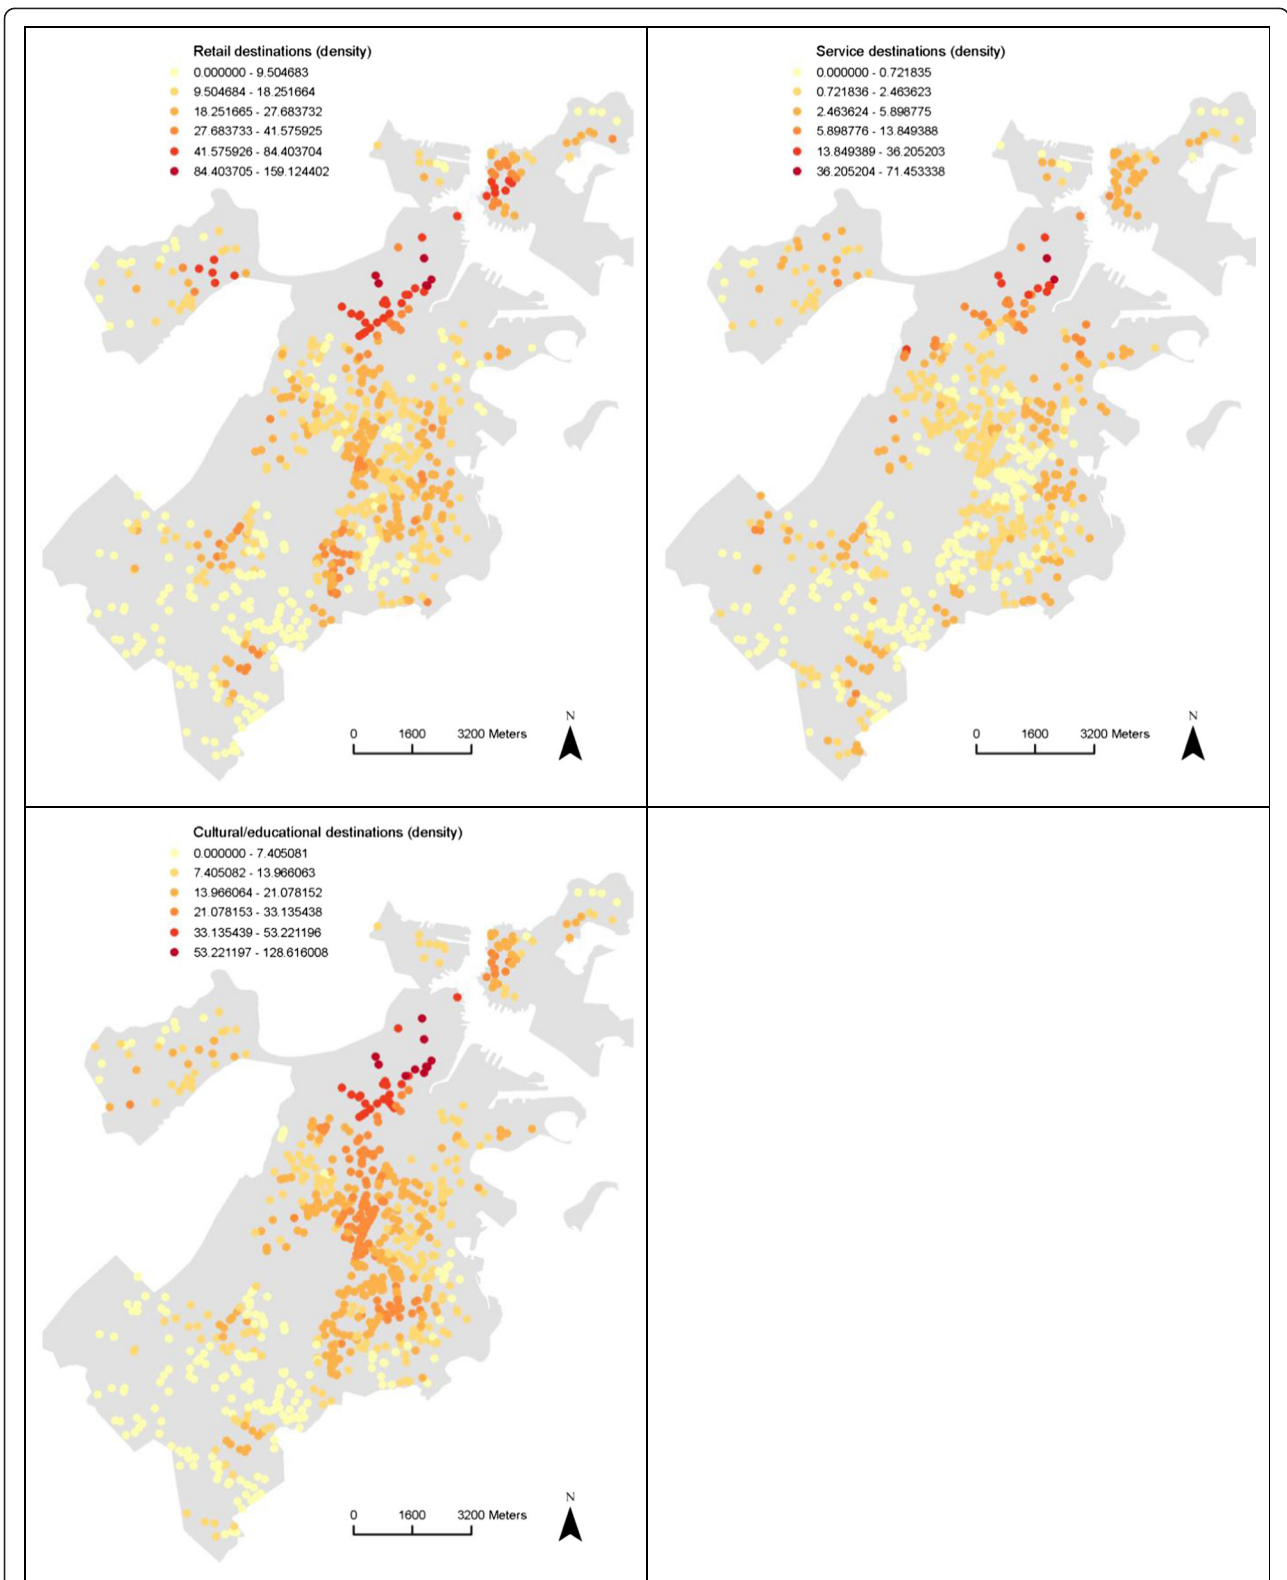 Retail destinations (density)
0.000000 - 9.504683
9.504684 - 18.251664
18.251665 - 27.683732
27.683733 - 41.575925
41.575926 - 84.403704
84.403705 - 159.124402
N
0 1600 3200 Meters
Service destinations (density)
0.000000 - 0.721835
0.721836 - 2.463623
2.463624 - 5.898775
5.898776 - 13.849388
13.849389 - 36.205203
36.205204 - 71.453338
N
0 1600 3200 Meters
Cultural/educational destinations (density)
0.000000 - 7.405081
7.405082 - 13.966063
13.966064 - 21.078152
21.078153 - 33.135438
33.135439 - 53.221196
53.221197 - 128.616008
N
0 1600 3200 Meters